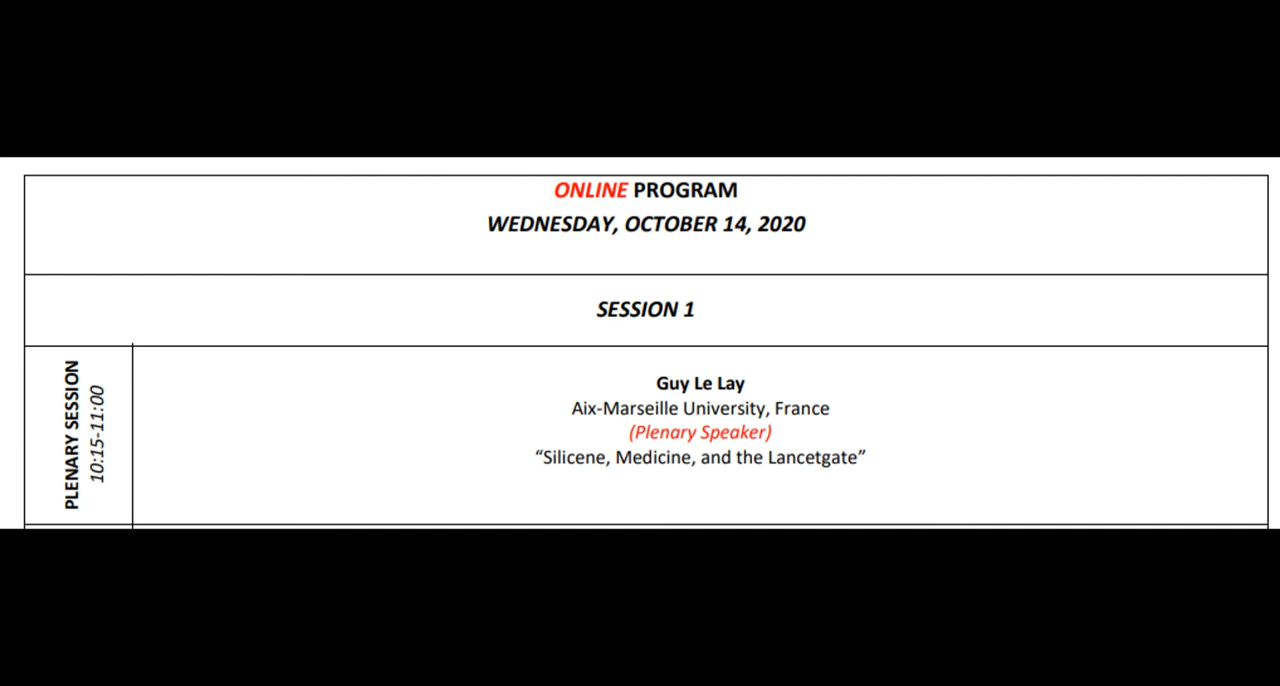 ONLINE PROGRAM
WEDNESDAY, OCTOBER 14, 2020
SESSION 1
PLENARY SESSION
10:15-11:00
Guy Le Lay
Aix-Marseille University, France
(Plenary Speaker)
“Silicene, Medicine, and the Lancetgate”